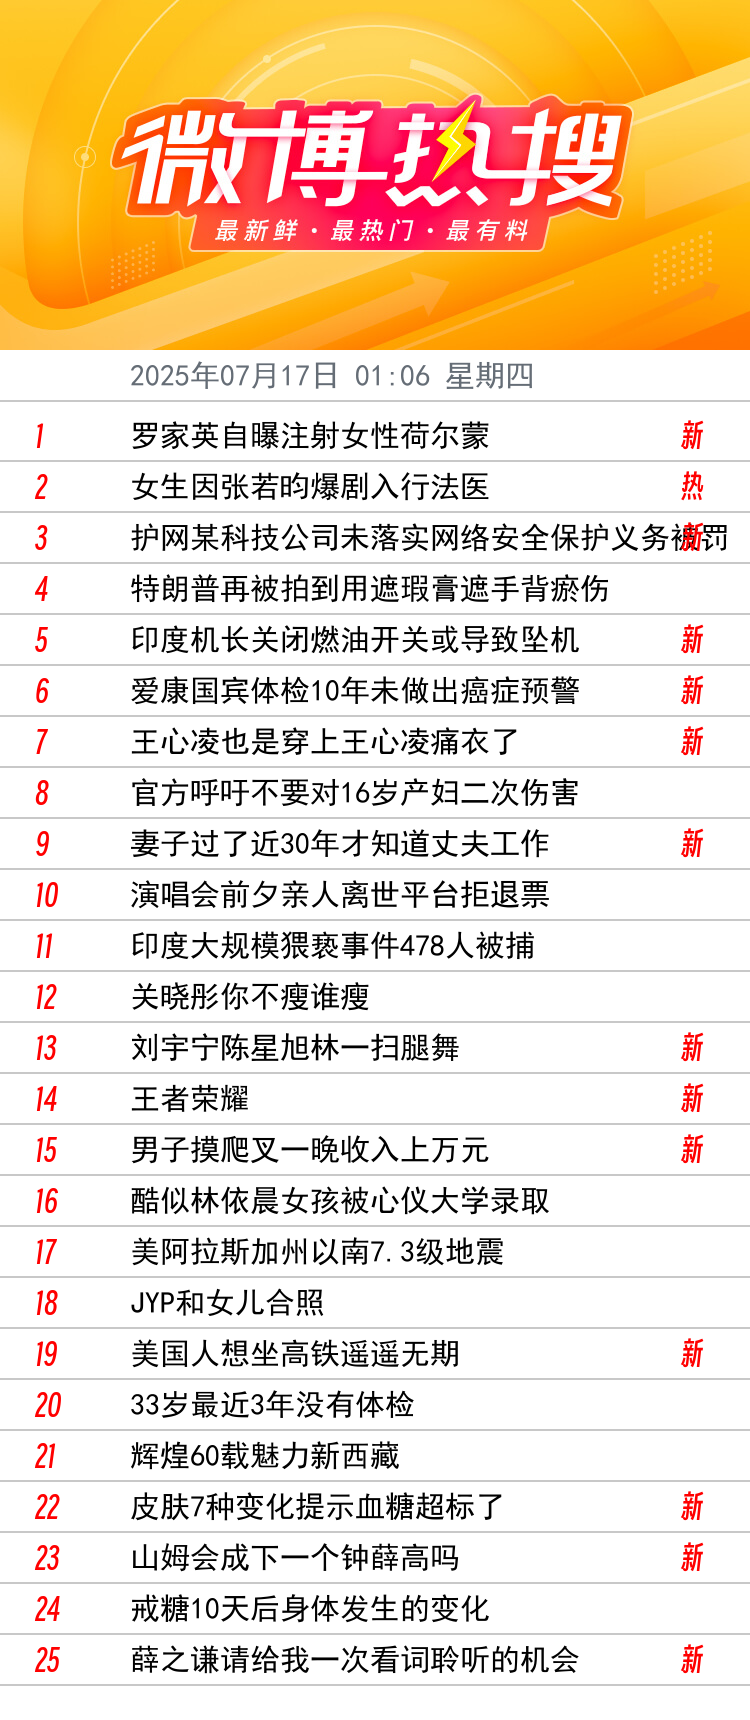 微博热搜
最新鲜·最热门·最有料
2025年07月17日 01:06 星期四
1 罗家英自曝注射女性荷尔蒙 新
2 女生因张若昀爆剧入行法医 热
3 护网某科技公司未落实网络安全保护义务被罚 新
4 特朗普再被拍到用遮瑕膏遮手背瘀伤
5 印度机长关闭燃油开关或导致坠机 新
6 爱康国宾体检10年未做出癌症预警 新
7 王心凌也是穿上王心凌痛衣了 新
8 官方呼吁不要对16岁产妇二次伤害
9 妻子过了近30年才知道丈夫工作 新
10 演唱会前夕亲人离世平台拒退票
11 印度大规模猥亵事件478人被捕
12 关晓彤你不瘦谁瘦
13 刘宇宁陈星旭林一扫腿舞 新
14 王者荣耀 新
15 男子摸爬叉一晚收入上万元 新
16 酷似林依晨女孩被心仪大学录取
17 美阿拉斯加州以南7.3级地震
18 JYP和女儿合照
19 美国人想坐高铁遥遥无期 新
20 33岁最近3年没有体检
21 辉煌60载魅力新西藏
22 皮肤7种变化提示血糖超标了 新
23 山姆会成下一个钟薛高吗 新
24 戒糖10天后身体发生的变化
25 薛之谦请给我一次看词聆听的机会 新